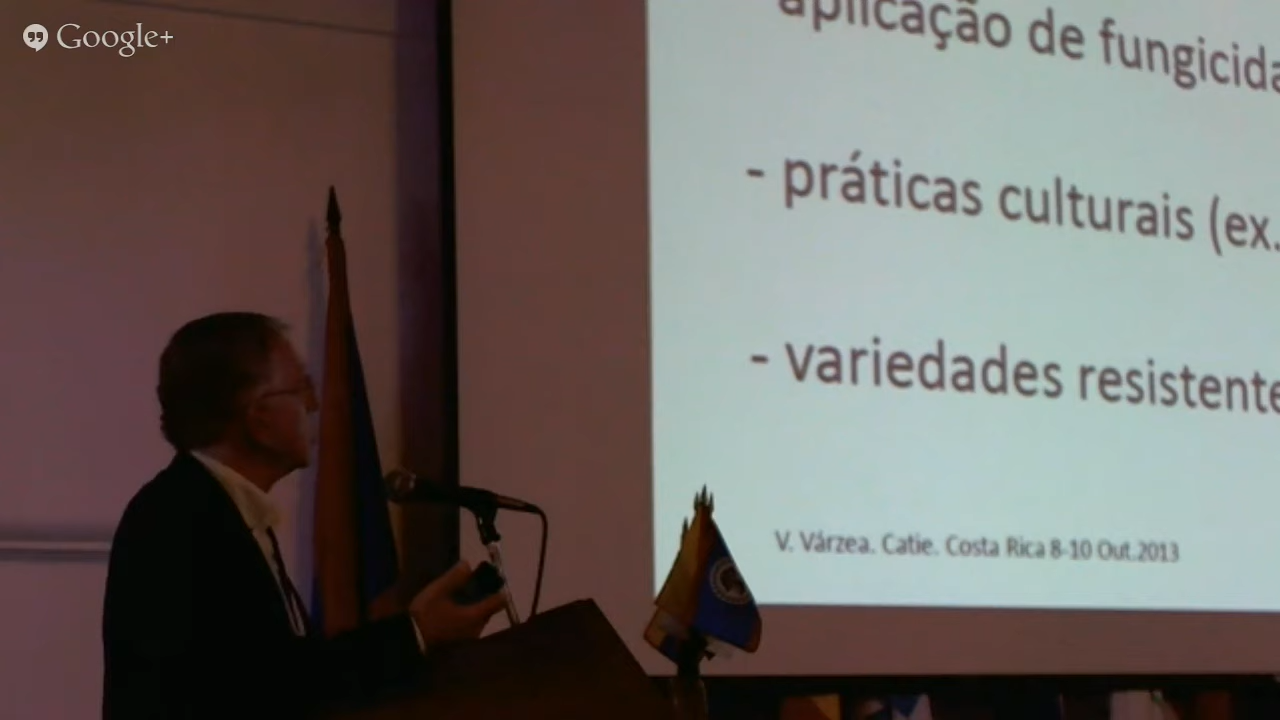 Google+
aplicação de fungicida
- práticas culturais (ex.
- variedades resistente
V. Várzea. Catie. Costa Rica 8-10 Out.2013